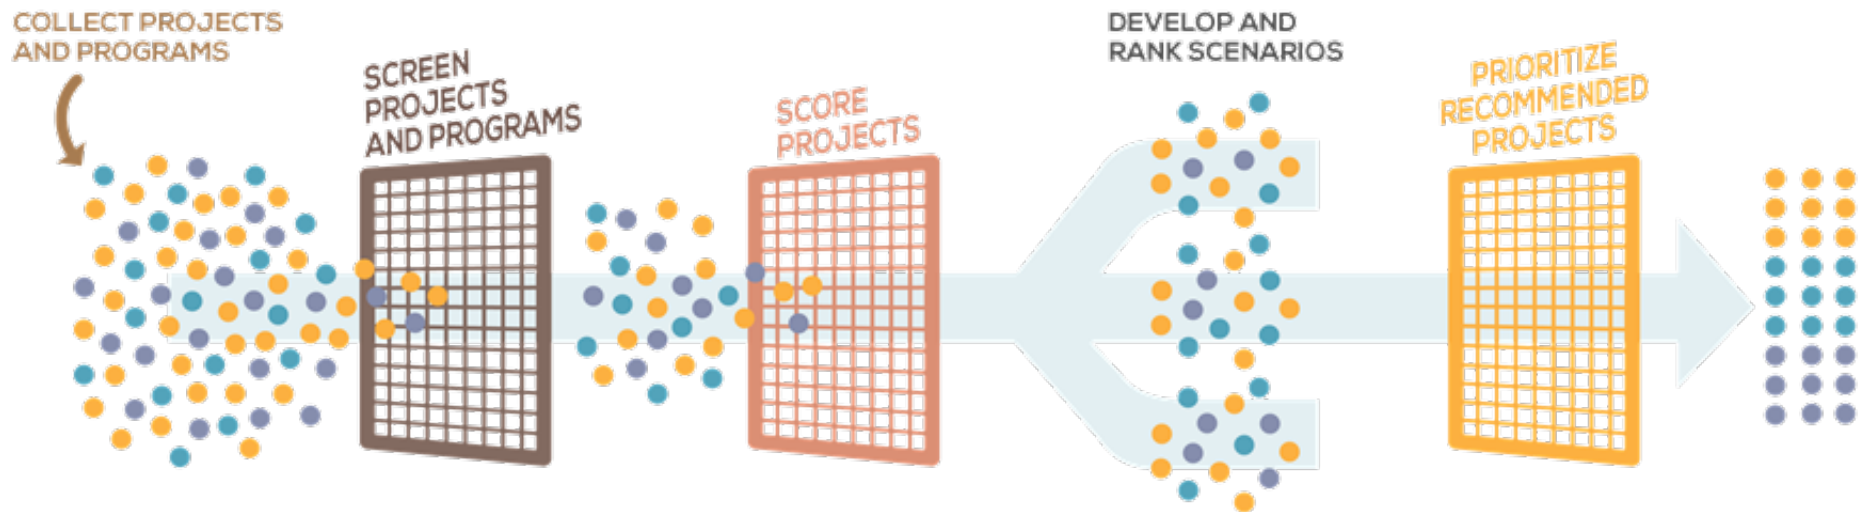 COLLECT PROJECTS
AND PROGRAMS
SCREEN
PROJECTS
AND PROGRAMS
SCORE
PROJECTS
DEVELOP AND
RANK SCENARIOS
PRIORITIZE
RECOMMENDED
PROJECTS